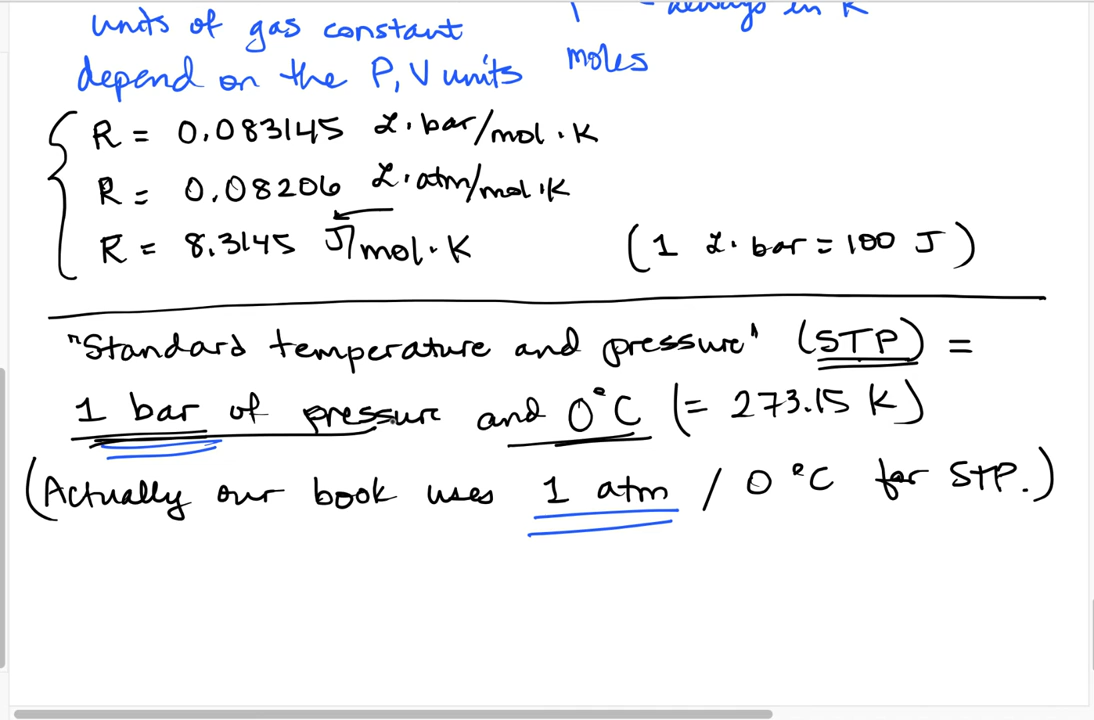 units of gas constant
- always in K
depend on the P, V units
moles
R = 0.083145 L·bar/mol·K
R = 0.08206 L·atm/mol·K
R = 8.3145 J/mol·K (1 L·bar = 100 J)
"Standard temperature and pressure" (STP) =
1 bar of pressure and 0°C (= 273.15 K)
(Actually our book uses 1 atm / 0 °C for STP.)